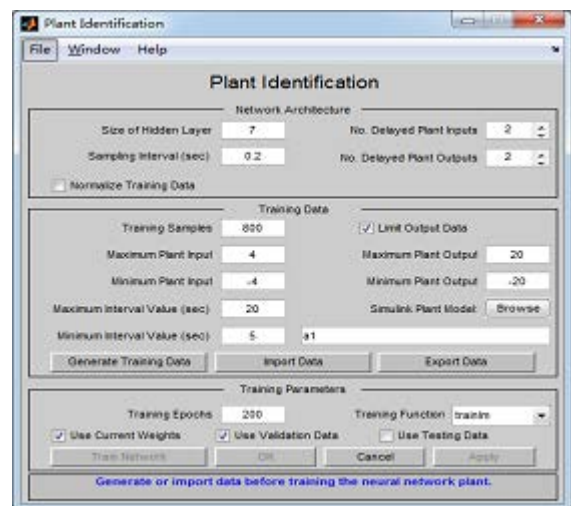 Plant Identification
File Window Help
Plant Identification
Network Architecture
Size of Hidden Layer 7 No. Delayed Plant Inputs 2
Sampling Interval (sec) 0.2 No. Delayed Plant Outputs 2
Normalize Training Data
Training Data
Training Samples 800 Limit Output Data
Maximum Plant Input 4 Maximum Plant Output 20
Minimum Plant Input -4 Minimum Plant Output -20
Maximum Interval Value (sec) 20 Simulink Plant Model: Browse
Minimum Interval Value (sec) 5 a1
Generate Training Data Import Data Export Data
Training Parameters
Training Epochs 200 Training Function trainlm
Use Current Weights Use Validation Data Use Testing Data
Train Network OK Cancel Apply
Generate or import data before training the neural network plant.